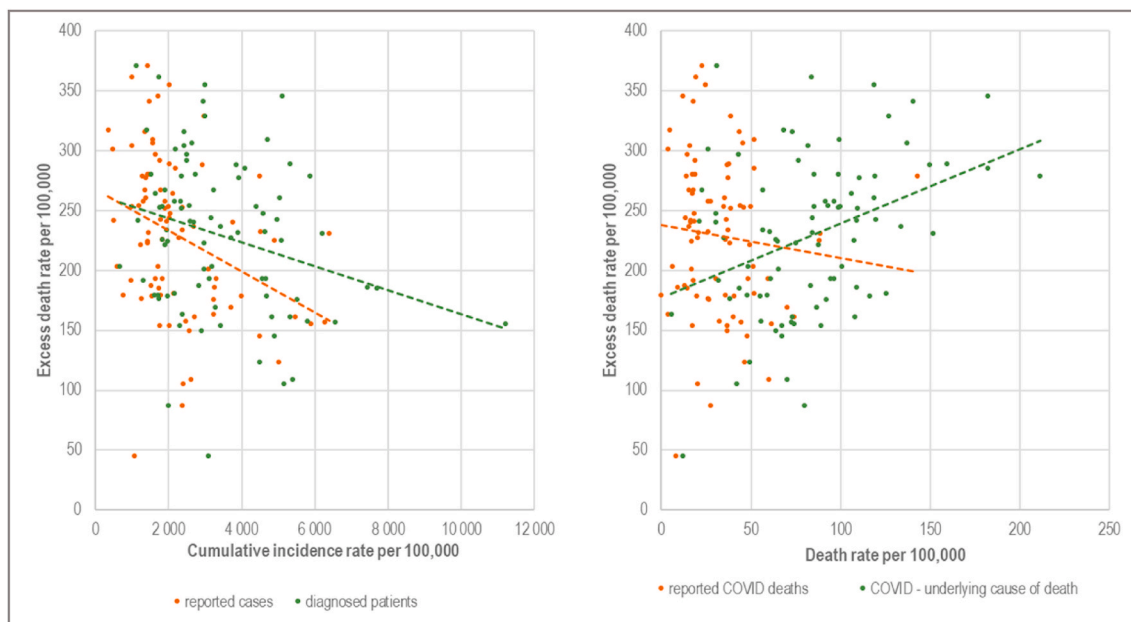 400
350
300
250
200
150
100
50
0
Excess death rate per 100,000
0 2 000 4 000 6 000 8 000 10 000 12 000
Cumulative incidence rate per 100,000
reported cases diagnosed patients
400
350
300
250
200
150
100
50
0
Excess death rate per 100,000
0 50 100 150 200 250
Death rate per 100,000
reported COVID deaths COVID - underlying cause of death